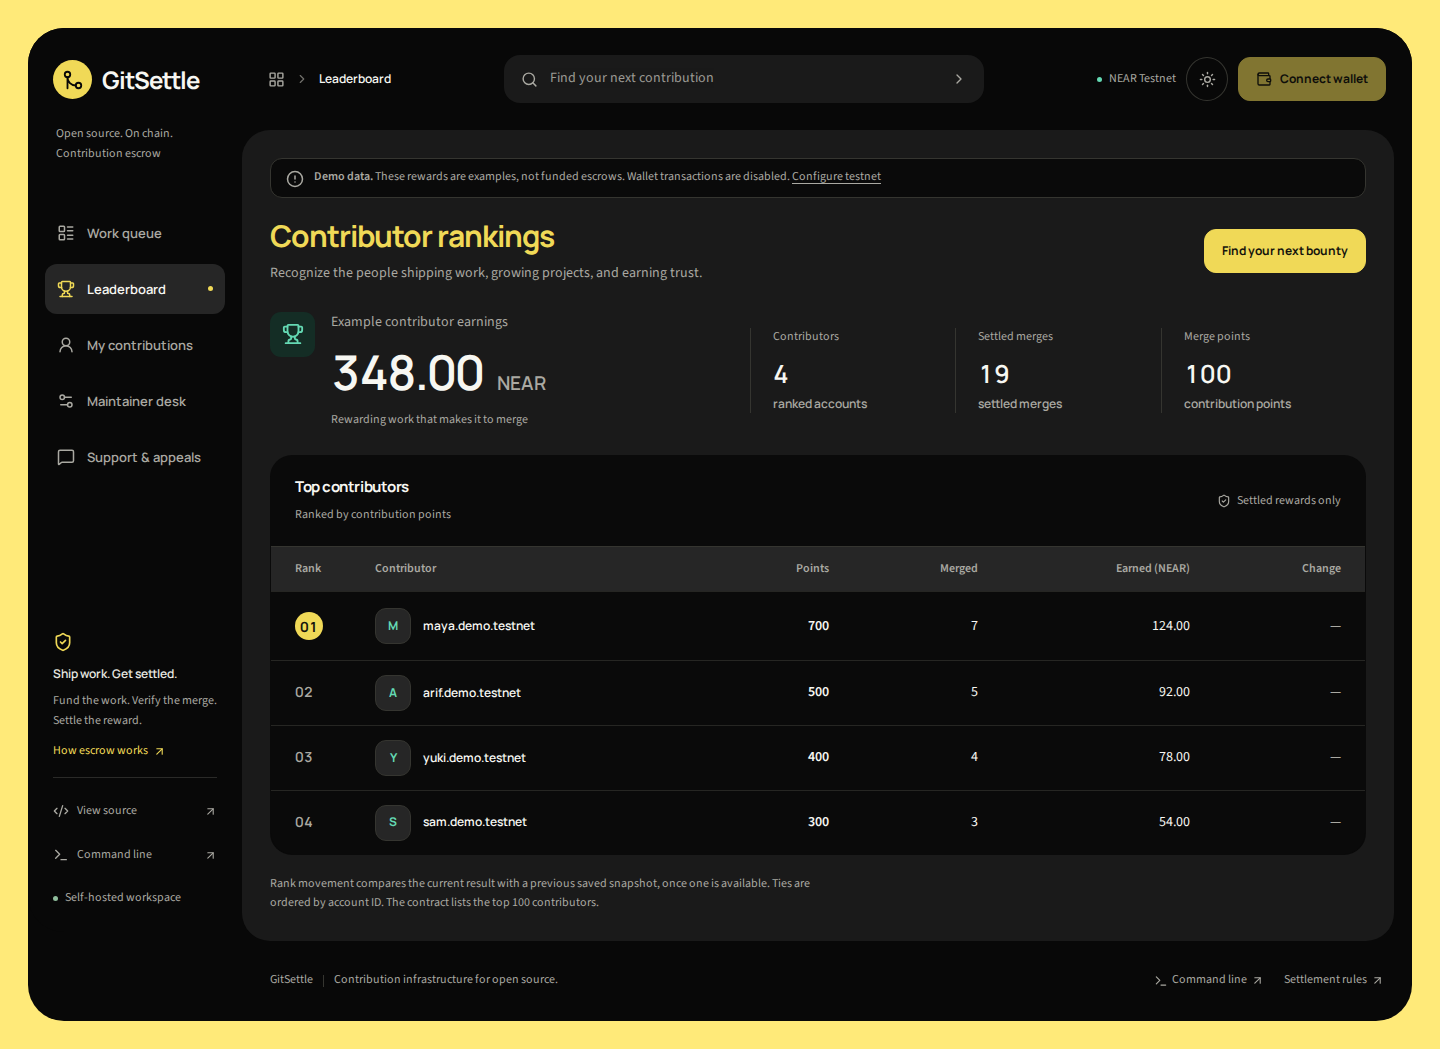 GitSettle
Leaderboard
Find your next contribution
NEAR Testnet
Connect wallet
Open source. On chain.
Contribution escrow
Work queue
Leaderboard
My contributions
Maintainer desk
Support & appeals
Ship work. Get settled.
Fund the work. Verify the merge.
Settle the reward.
How escrow works
View source
Command line
Self-hosted workspace
Demo data. These rewards are examples, not funded escrows. Wallet transactions are disabled. Configure testnet
Contributor rankings
Recognize the people shipping work, growing projects, and earning trust.
Find your next bounty
Example contributor earnings
348.00 NEAR
Rewarding work that makes it to merge
Contributors
4
ranked accounts
Settled merges
19
settled merges
Merge points
100
contribution points
Top contributors
Ranked by contribution points
Settled rewards only
Rank Contributor Points Merged Earned (NEAR) Change
01 M maya.demo.testnet 700 7 124.00 —
02 A arif.demo.testnet 500 5 92.00 —
03 Y yuki.demo.testnet 400 4 78.00 —
04 S sam.demo.testnet 300 3 54.00 —
Rank movement compares the current result with a previous saved snapshot, once one is available. Ties are
ordered by account ID. The contract lists the top 100 contributors.
GitSettle | Contribution infrastructure for open source.
Command line
Settlement rules